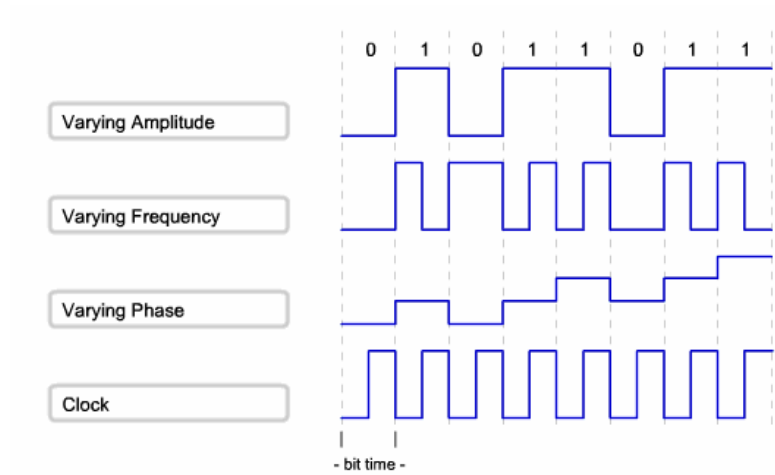 0 1 0 1 1 0 1 1
Varying Amplitude
Varying Frequency
Varying Phase
Clock
- bit time -